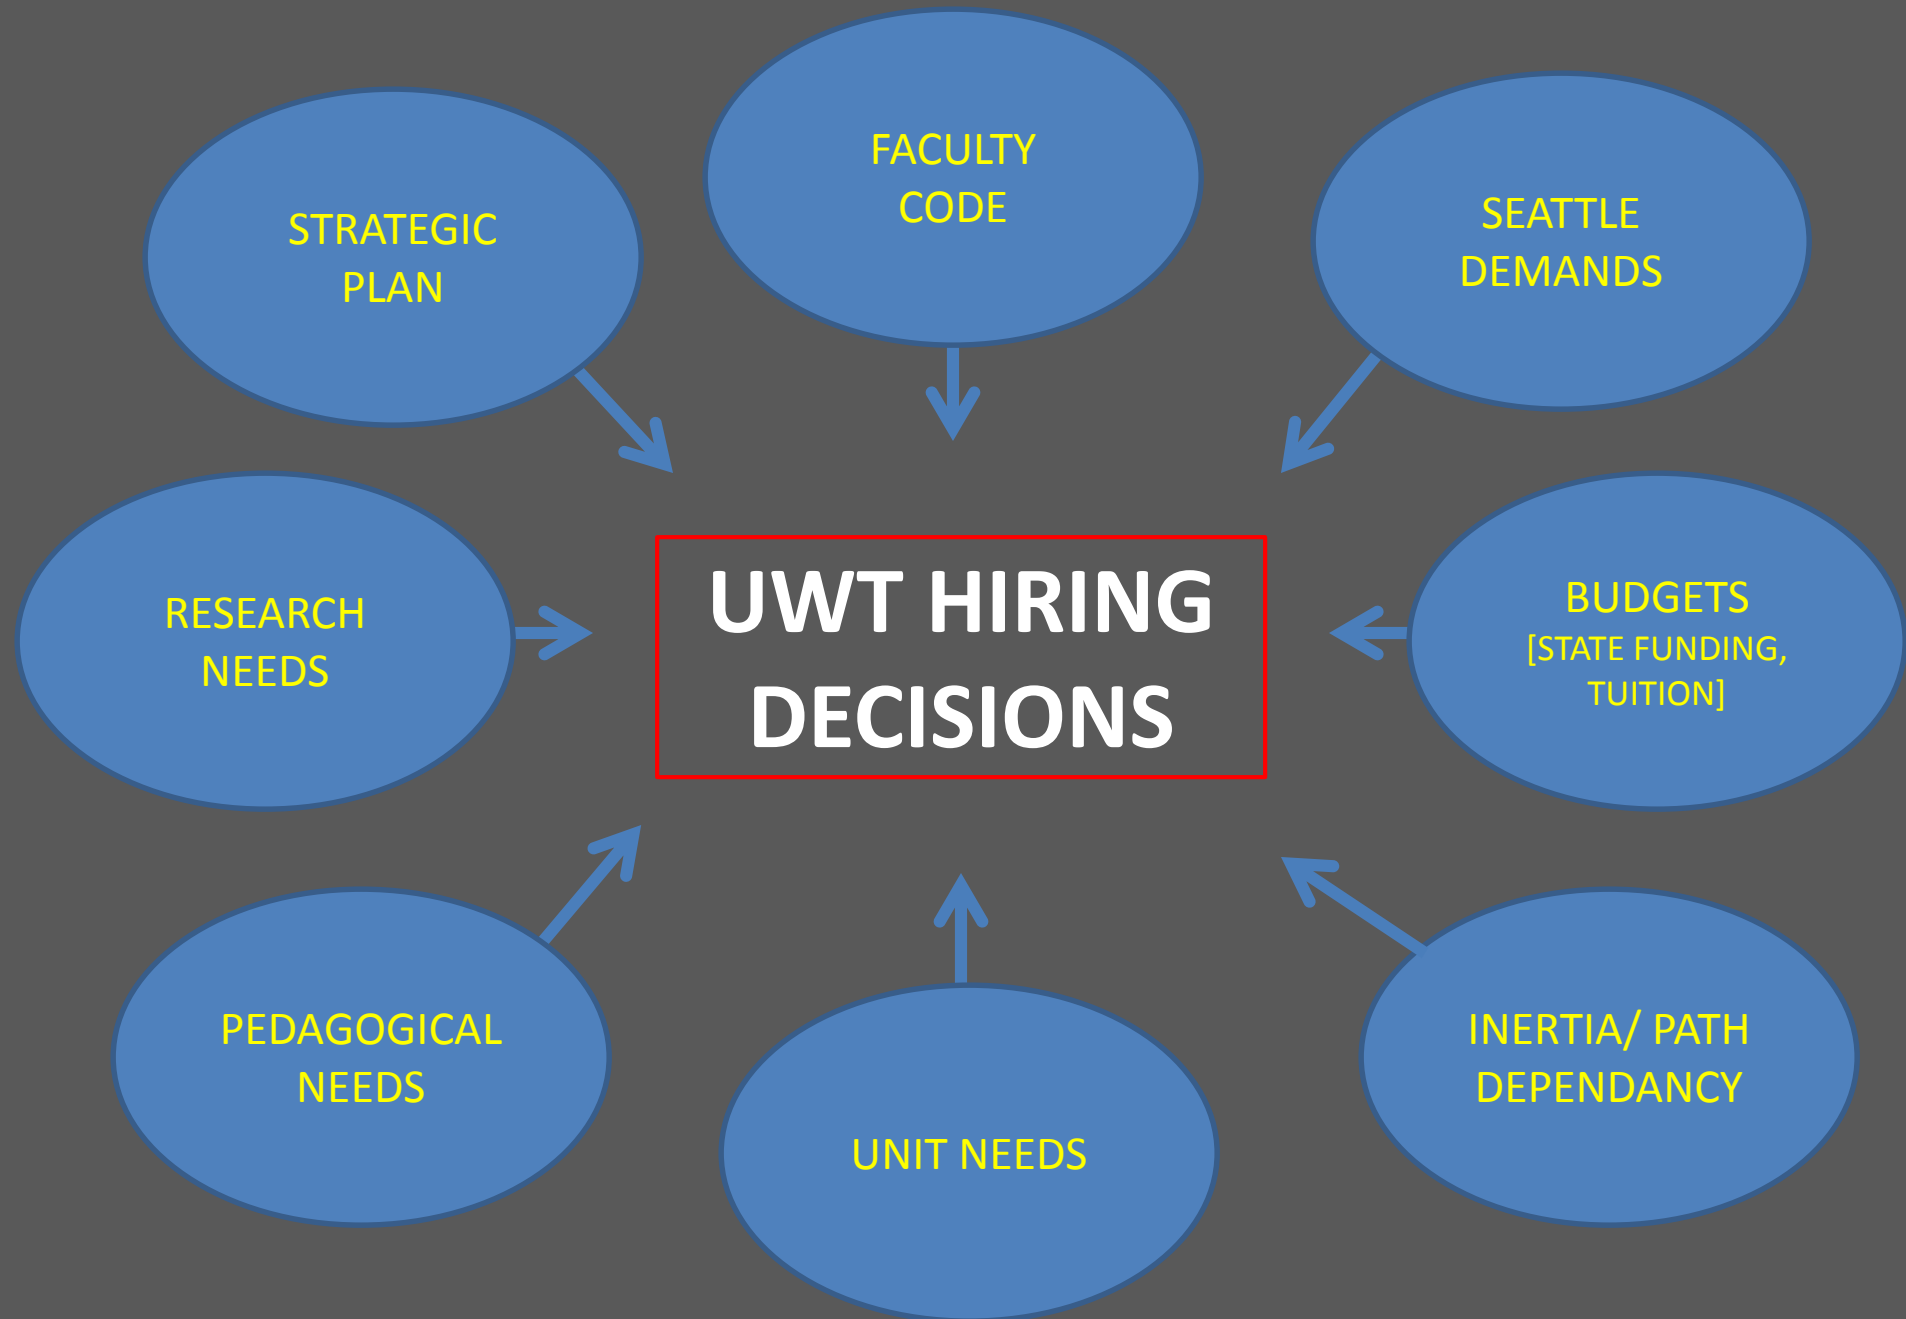 FACULTY
CODE
STRATEGIC
PLAN
SEATTLE
DEMANDS
RESEARCH
NEEDS
UWT HIRING
DECISIONS
BUDGETS
[STATE FUNDING,
TUITION]
PEDAGOGICAL
NEEDS
UNIT NEEDS
INERTIA/ PATH
DEPENDANCY